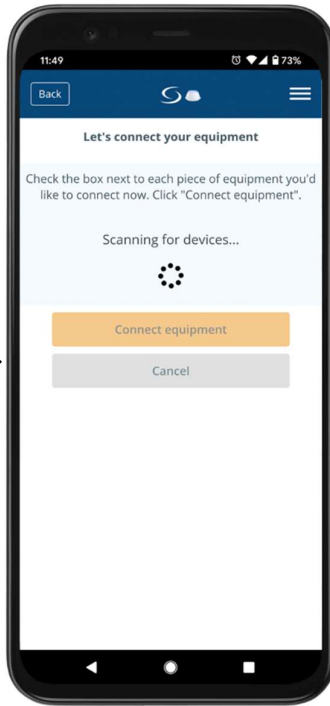 11:49
73%
Back
Let's connect your equipment
Check the box next to each piece of equipment you'd
like to connect now. Click "Connect equipment".
Scanning for devices...
Connect equipment
Cancel